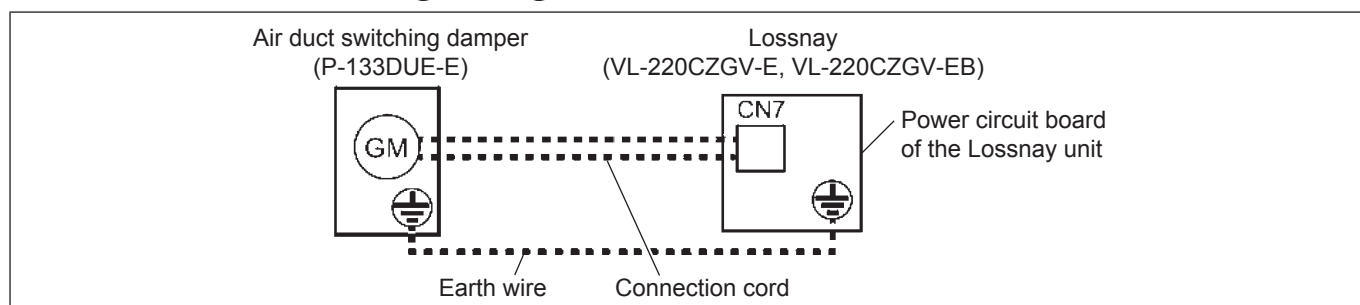 Air duct switching damper
(P-133DUE-E)
Lossnay
(VL-220CZGV-E, VL-220CZGV-EB)
CN7
GM
Power circuit board
of the Lossnay unit
Earth wire
Connection cord